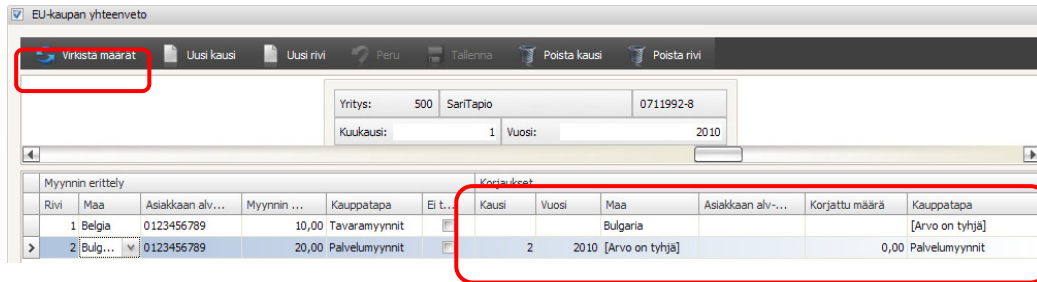 EU-kaupan yhteenveto
Virkistä määrät Uusi kausi Uusi rivi Peru Tallenna Poista kausi Poista rivi
Yritys: 500 SariTapio 0711992-8
Kuukausi: 1 Vuosi: 2010
Myynnin erittely Korjaukset
Rivi Maa Asiakkaan alv... Myynnin ... Kauppatapa Ei t... Kausi Vuosi Maa Asiakkaan alv-... Korjattu määrä Kauppatapa
1 Belgia 0123456789 10,00 Tavaramyynnit Bulgaria [Arvo on tyhjä]
2 Bulg... 0123456789 20,00 Palvelumyynnit 2 2010 [Arvo on tyhjä] 0,00 Palvelumyynnit